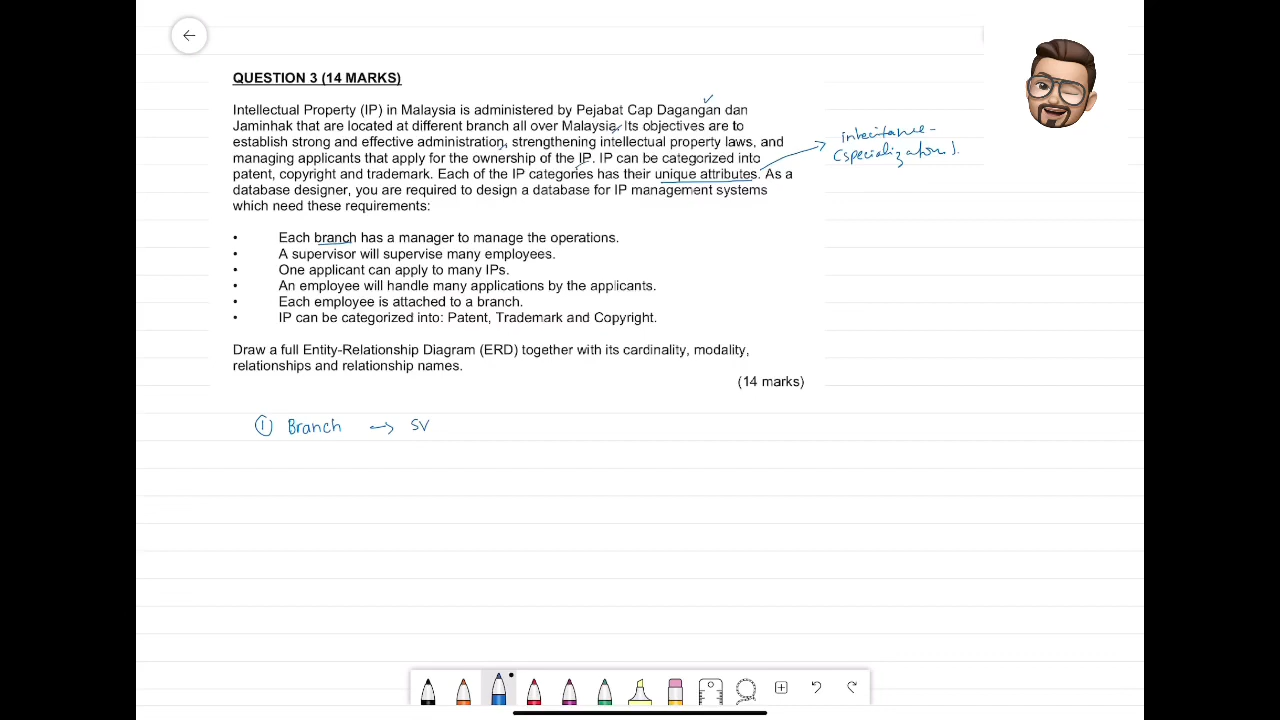 QUESTION 3 (14 MARKS)
Intellectual Property (IP) in Malaysia is administered by Pejabat Cap Dagangan dan
Jaminhak that are located at different branch all over Malaysia. Its objectives are to
establish strong and effective administration, strengthening intellectual property laws, and
managing applicants that apply for the ownership of the IP. IP can be categorized into
patent, copyright and trademark. Each of the IP categories has their unique attributes. As a
database designer, you are required to design a database for IP management systems
which need these requirements:
inheritance -
(specialization).
• Each branch has a manager to manage the operations.
• A supervisor will supervise many employees.
• One applicant can apply to many IPs.
• An employee will handle many applications by the applicants.
• Each employee is attached to a branch.
• IP can be categorized into: Patent, Trademark and Copyright.
Draw a full Entity-Relationship Diagram (ERD) together with its cardinality, modality,
relationships and relationship names.
(14 marks)
① Branch → SV